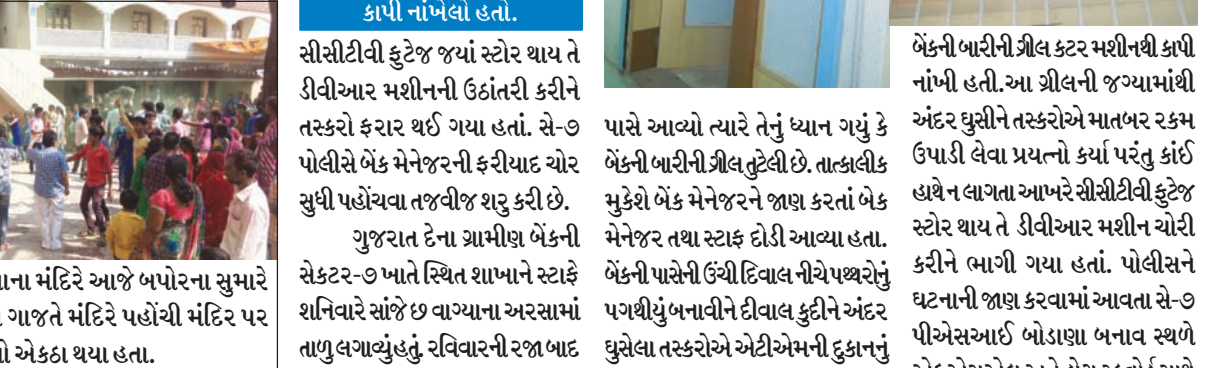 ના મંદિરે આજે બપોરના સુમારે
ગાજતે મંદિરે પહોંચી મંદિર પર
એકઠા થયા હતા.
કાપી નાંખેલો હતો.
સીસીટીવી ફુટેજ જયાં સ્ટોર થાય તે
ડીવીઆર મશીનની ઉઠાંતરી કરીને
તસ્કરો ફરાર થઈ ગયા હતાં. સે-૭
પોલીસે બેંક મેનેજરની ફરીયાદ ચોર
સુધી પહોંચવા તજવીજ શરુ કરી છે.
ગુજરાત દેના ગ્રામીણ બેંકની
સેકટર-૭ ખાતે સ્થિત શાખાને સ્ટાફે
શનિવારે સાંજે છ વાગ્યાના અરસામાં
તાળુ લગાવ્યુંહતું. રવિવારની રજા બાદ
પાસે આવ્યો ત્યારે તેનું ધ્યાન ગયું કે
બેંકની બારીની ગ્રીલ તુટેલી છે. તાત્કાલીક
મુકેશે બેંક મેનેજરને જાણ કરતાં બેક
મેનેજર તથા સ્ટાફ દોડી આવ્યા હતા.
બેંકની પાસેની ઉંચી દિવાલ નીચે પથ્થરોનું
પગથીયું બનાવીને દીવાલ કુદીને અંદર
ઘુસેલા તસ્કરોએ એટીએમની દુકાનનું
બેંકની બારીની ગ્રીલ કટર મશીનથી કાપી
નાંખી હતી.આ ગ્રીલની જગ્યામાંથી
અંદર ઘુસીને તસ્કરોએ માતબર રકમ
ઉપાડી લેવા પ્રયત્નો કર્યા પરંતુ કાંઈ
હાથે ન લાગતા આખરે સીસીટીવી ફુટેજ
સ્ટોર થાય તે ડીવીઆર મશીન ચોરી
કરીને ભાગી ગયા હતાં. પોલીસને
ઘટનાની જાણ કરવામાં આવતા સે-૭
પીએસઆઈ બોડાણા બનાવ સ્થળે